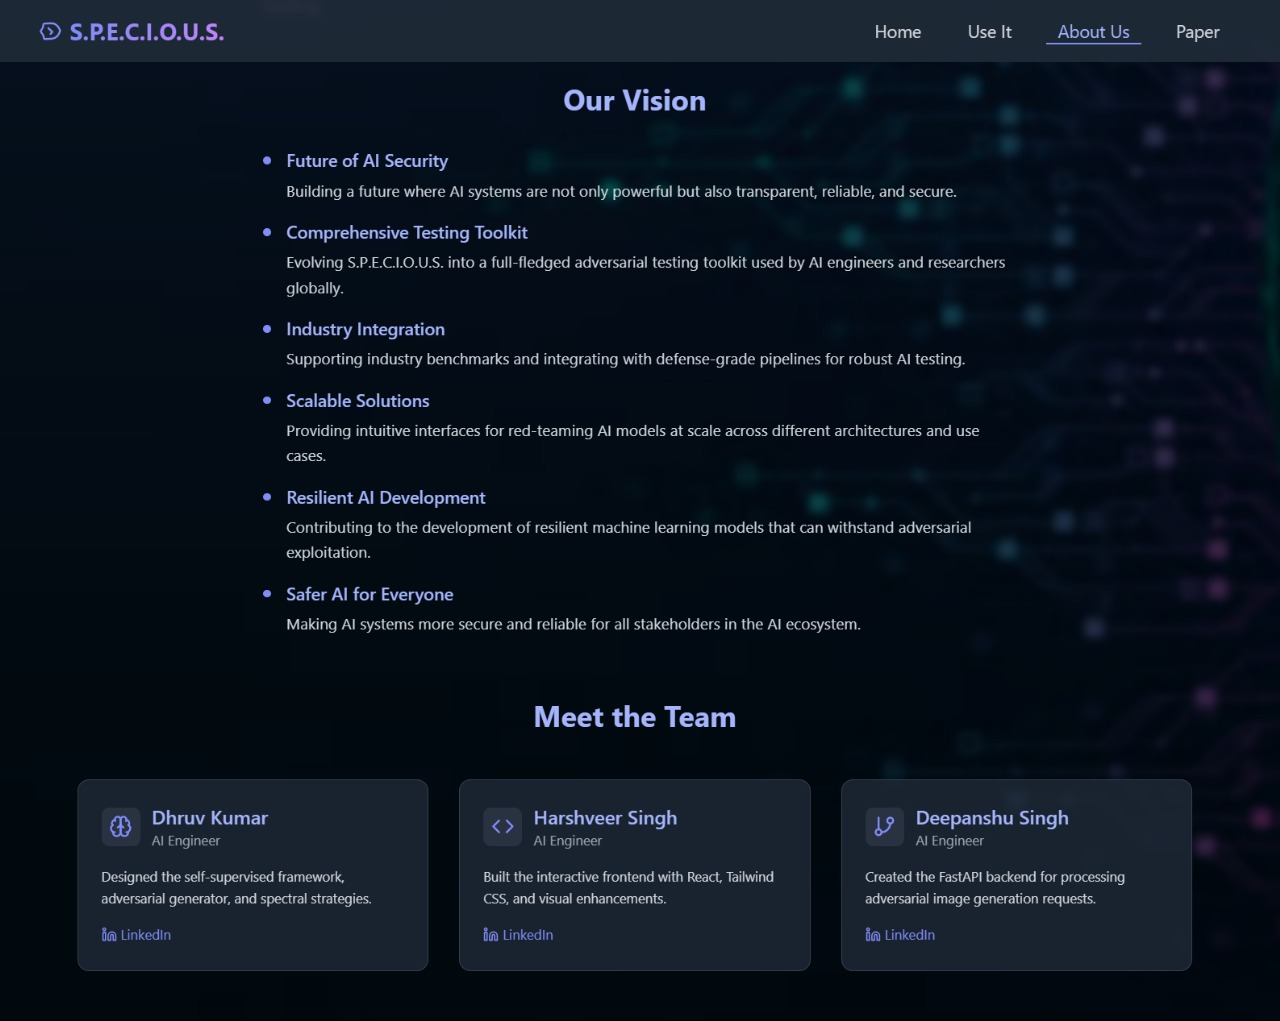 S.P.E.C.I.O.U.S.
Home
Use It
About Us
Paper
Our Vision
Future of AI Security
Building a future where AI systems are not only powerful but also transparent, reliable, and secure.
Comprehensive Testing Toolkit
Evolving S.P.E.C.I.O.U.S. into a full-fledged adversarial testing toolkit used by AI engineers and researchers
globally.
Industry Integration
Supporting industry benchmarks and integrating with defense-grade pipelines for robust AI testing.
Scalable Solutions
Providing intuitive interfaces for red-teaming AI models at scale across different architectures and use
cases.
Resilient AI Development
Contributing to the development of resilient machine learning models that can withstand adversarial
exploitation.
Safer AI for Everyone
Making AI systems more secure and reliable for all stakeholders in the AI ecosystem.
Meet the Team
Dhruv Kumar
AI Engineer
Designed the self-supervised framework,
adversarial generator, and spectral strategies.
LinkedIn
Harshveer Singh
AI Engineer
Built the interactive frontend with React, Tailwind
CSS, and visual enhancements.
LinkedIn
Deepanshu Singh
AI Engineer
Created the FastAPI backend for processing
adversarial image generation requests.
LinkedIn